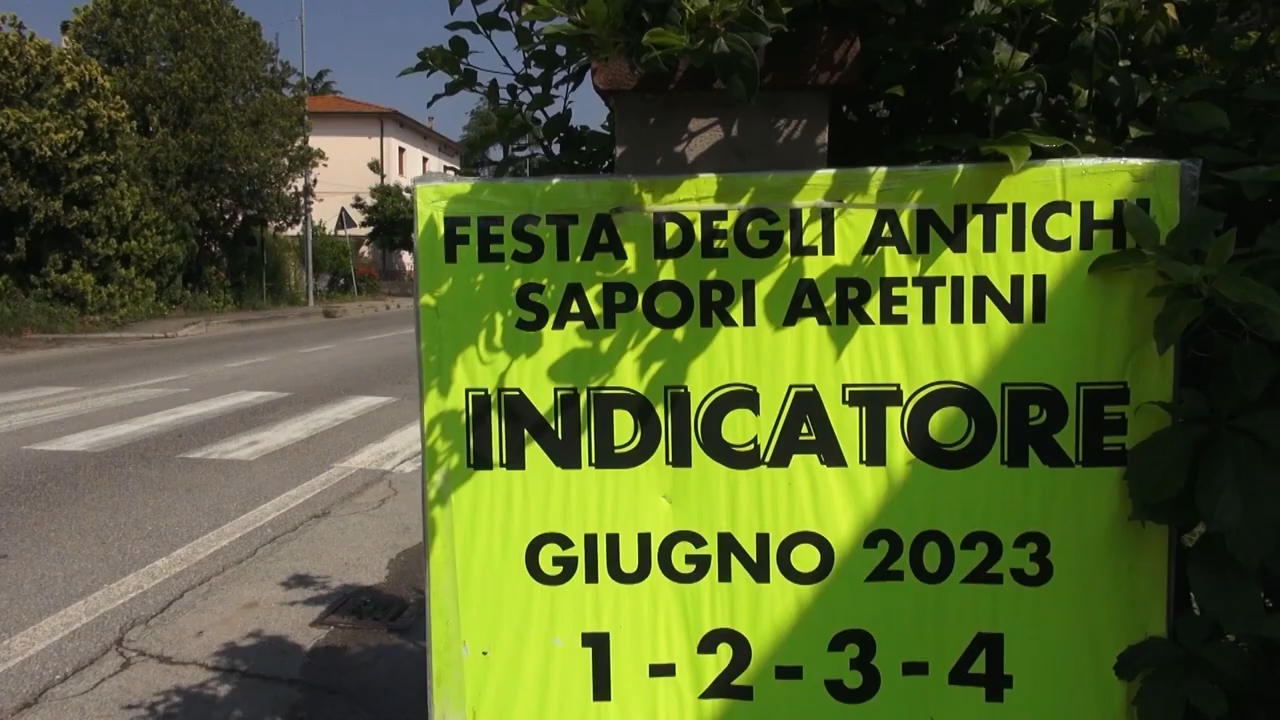 FESTA DEGLI ANTICHI
SAPORI ARETINI
INDICATORE
GIUGNO 2023
1-2-3-4